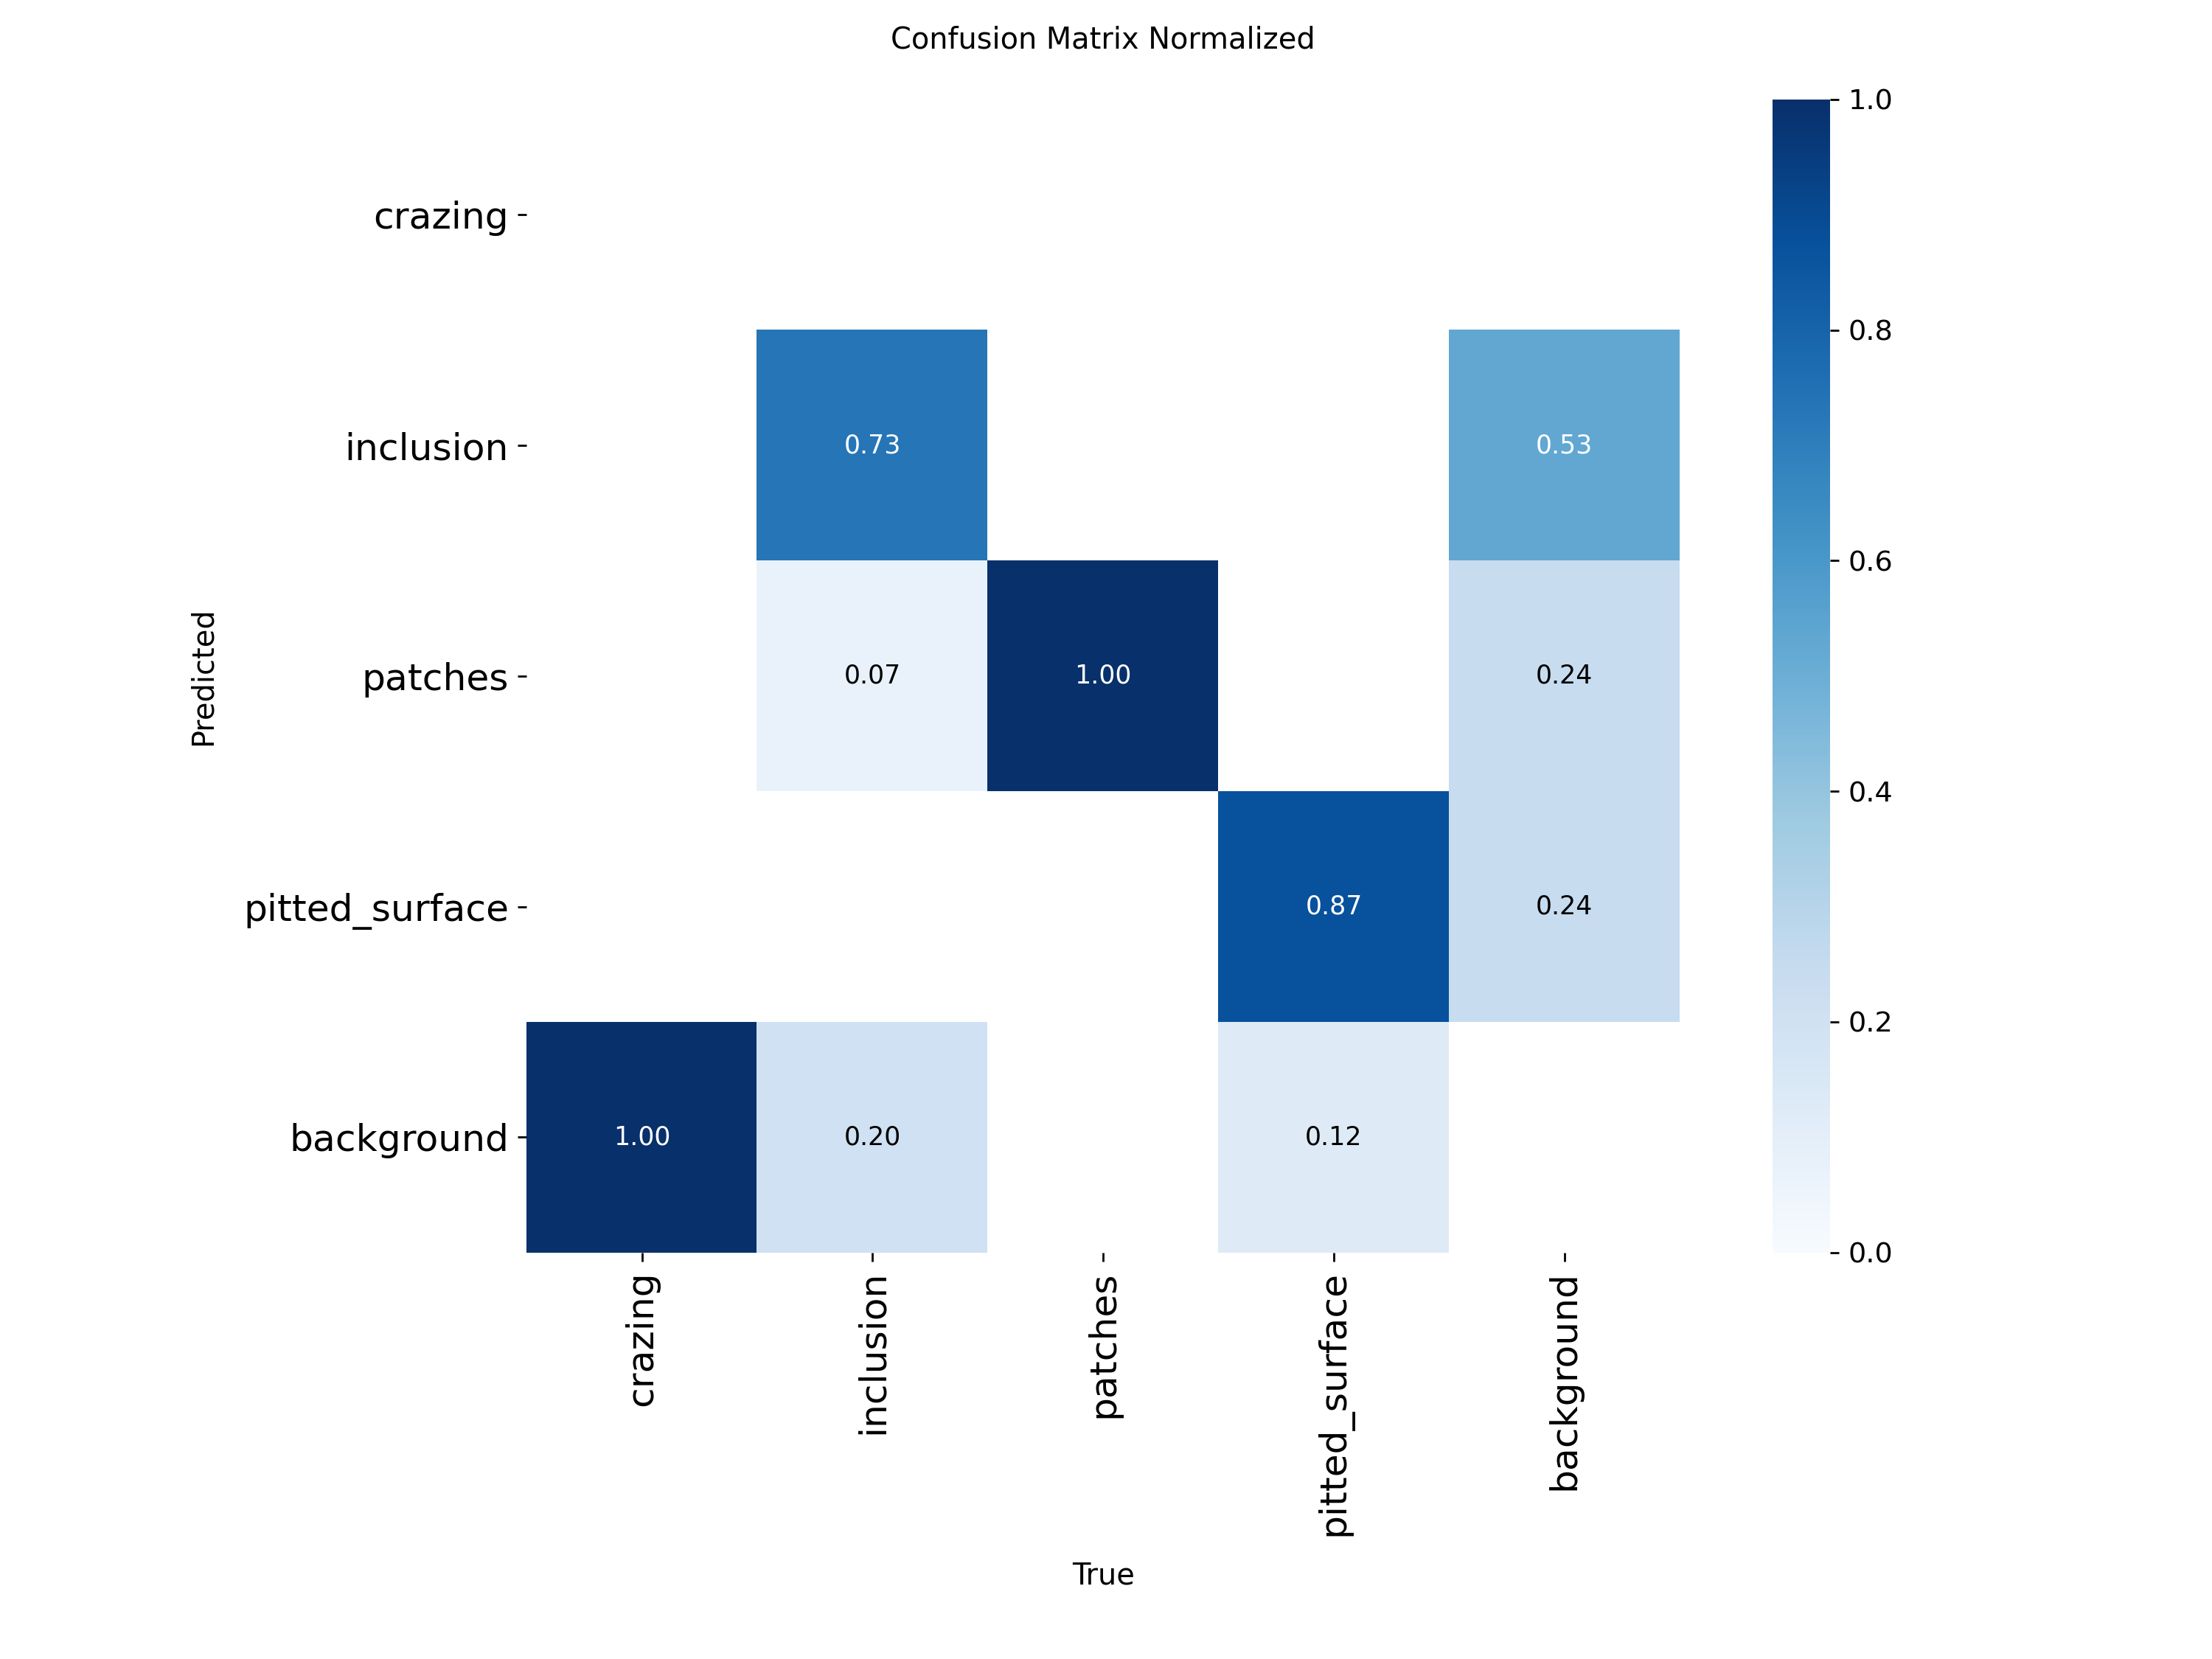 Confusion Matrix Normalized
1.0
crazing
0.8
inclusion
0.73
0.53
0.6
Predicted
patches
0.07
1.00
0.24
0.4
pitted_surface
0.87
0.24
0.2
background
1.00
0.20
0.12
0.0
crazing
inclusion
patches
pitted_surface
background
True